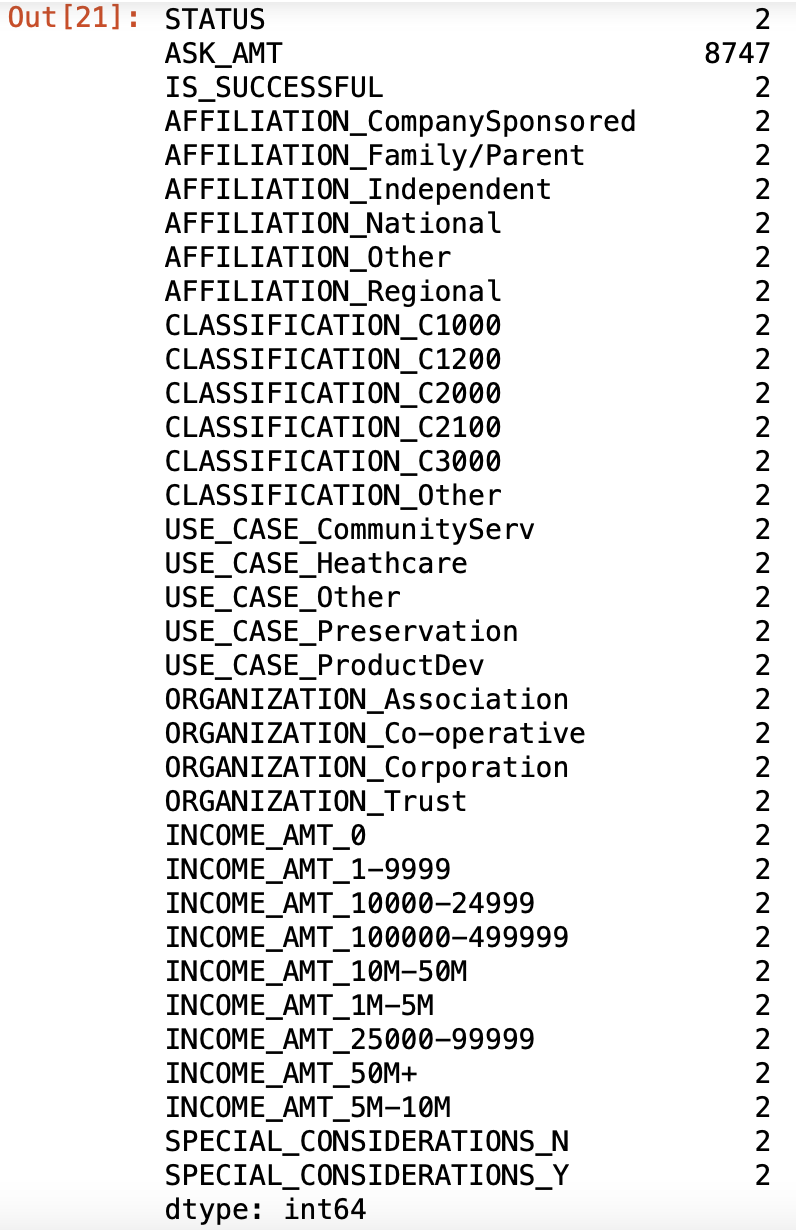 Out[21]: STATUS 2
ASK_AMT 8747
IS_SUCCESSFUL 2
AFFILIATION_CompanySponsored 2
AFFILIATION_Family/Parent 2
AFFILIATION_Independent 2
AFFILIATION_National 2
AFFILIATION_Other 2
AFFILIATION_Regional 2
CLASSIFICATION_C1000 2
CLASSIFICATION_C1200 2
CLASSIFICATION_C2000 2
CLASSIFICATION_C2100 2
CLASSIFICATION_C3000 2
CLASSIFICATION_Other 2
USE_CASE_CommunityServ 2
USE_CASE_Heathcare 2
USE_CASE_Other 2
USE_CASE_Preservation 2
USE_CASE_ProductDev 2
ORGANIZATION_Association 2
ORGANIZATION_Co-operative 2
ORGANIZATION_Corporation 2
ORGANIZATION_Trust 2
INCOME_AMT_0 2
INCOME_AMT_1-9999 2
INCOME_AMT_10000-24999 2
INCOME_AMT_100000-499999 2
INCOME_AMT_10M-50M 2
INCOME_AMT_1M-5M 2
INCOME_AMT_25000-99999 2
INCOME_AMT_50M+ 2
INCOME_AMT_5M-10M 2
SPECIAL_CONSIDERATIONS_N 2
SPECIAL_CONSIDERATIONS_Y 2
dtype: int64